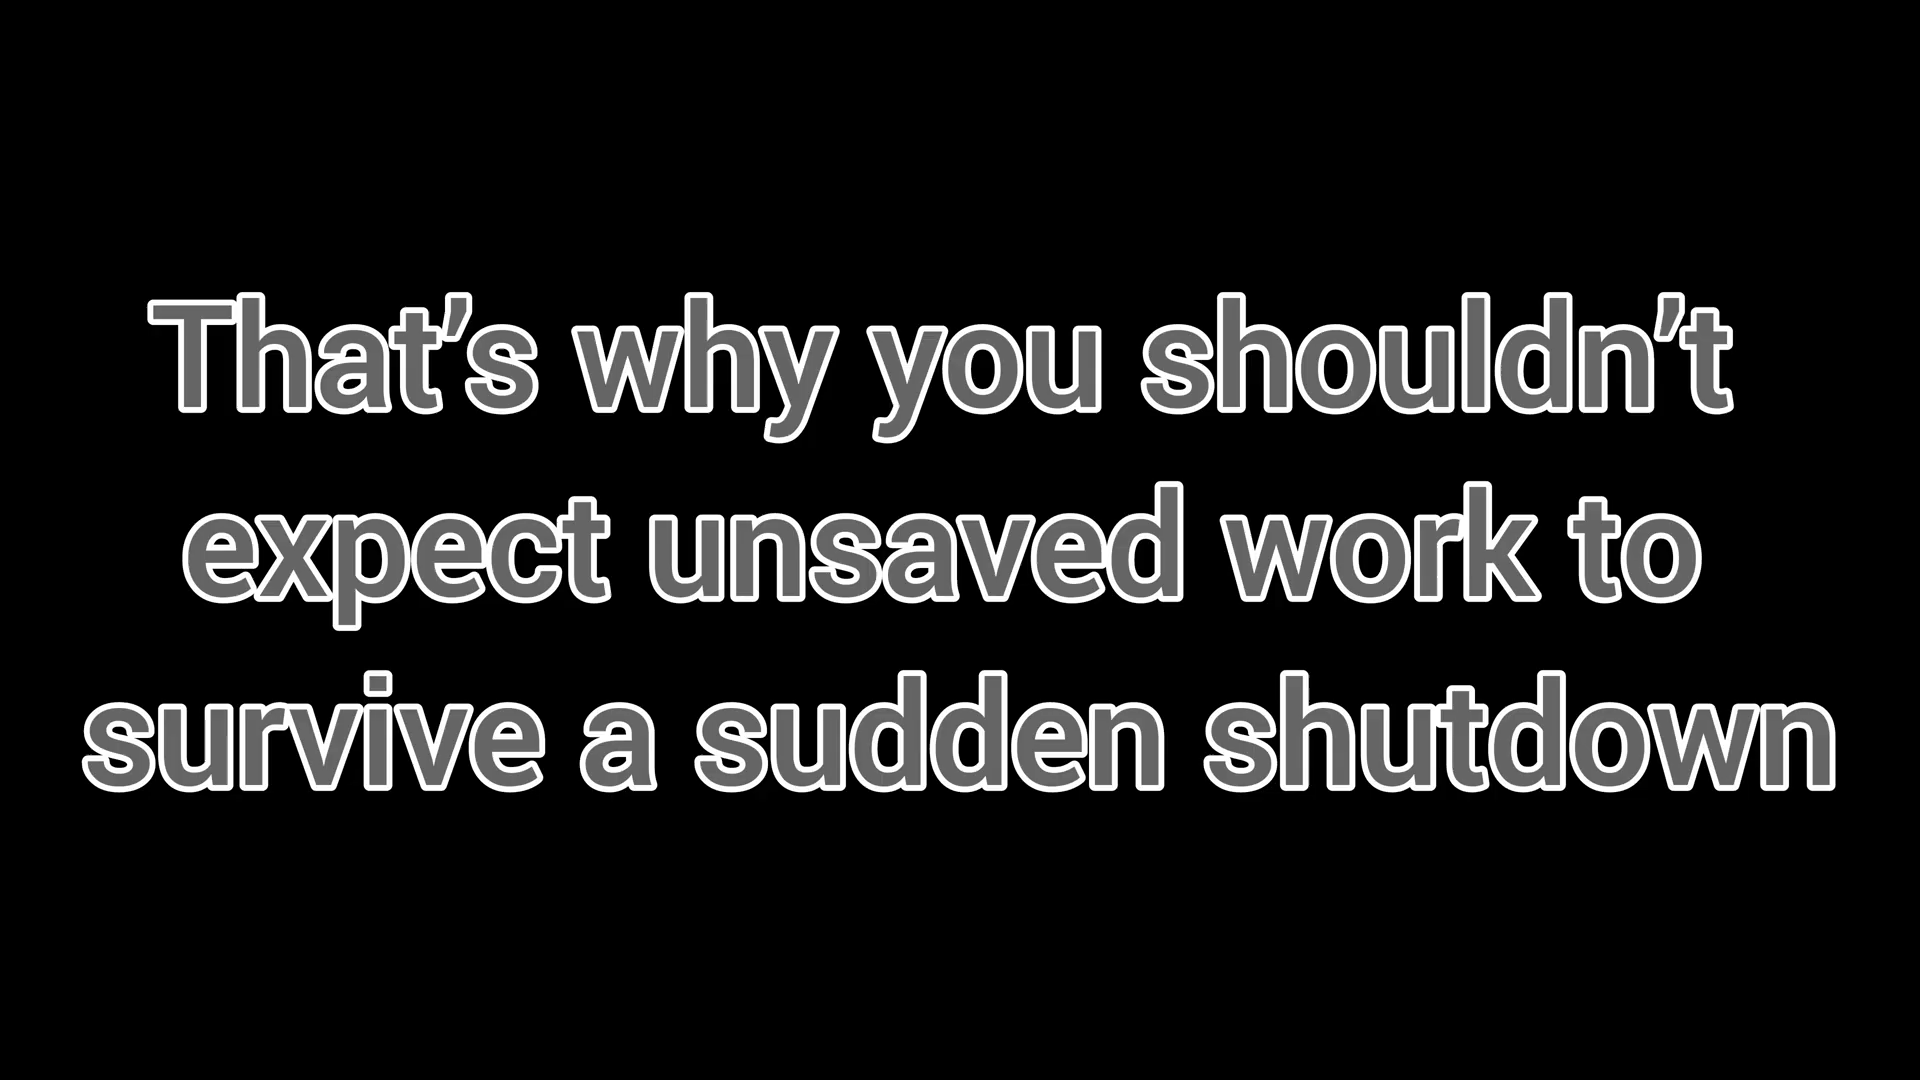 That’s why you shouldn’t
expect unsaved work to
survive a sudden shutdown